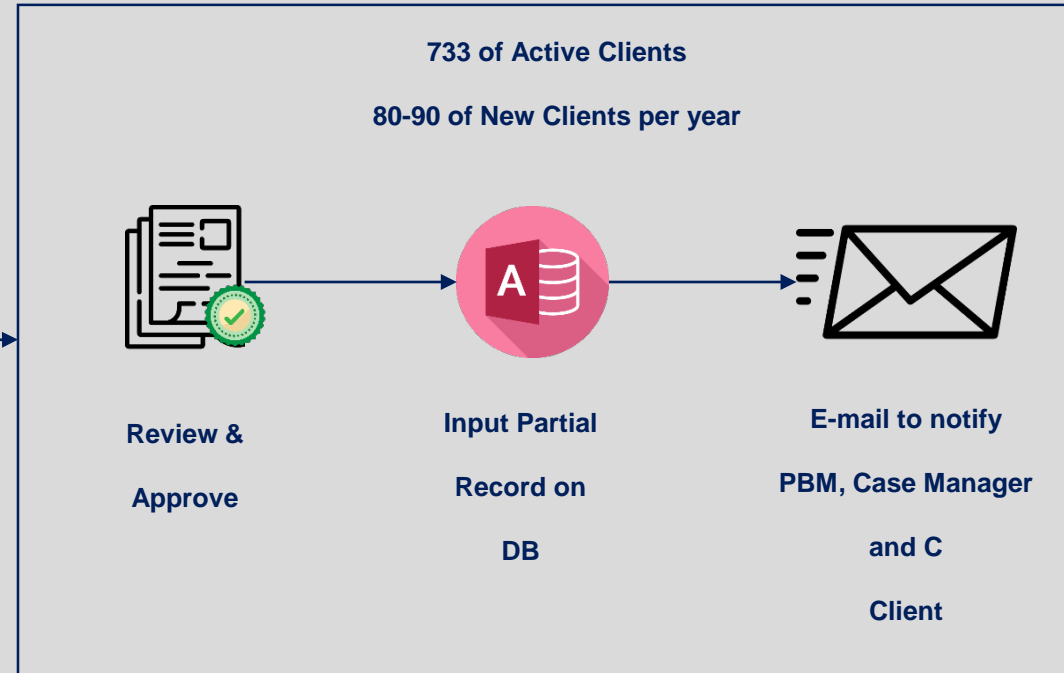 733 of Active Clients
80-90 of New Clients per year
A
Review &
Approve
Input Partial
Record on
DB
E-mail to notify
PBM, Case Manager
and C
Client